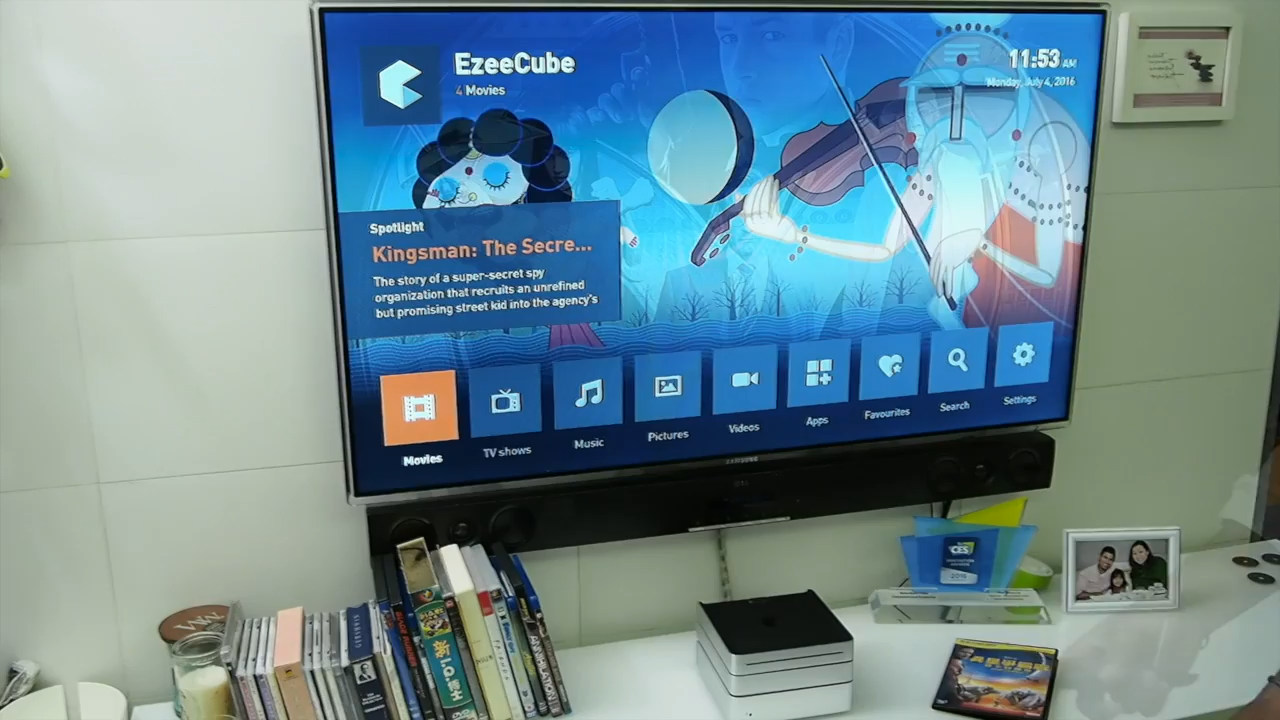 EzeeCube
4 Movies
11:53 AM
Monday, July 4, 2016
Spotlight
Kingsman: The Secre...
The story of a super-secret spy
organization that recruits an unrefined
but promising street kid into the agency's
Movies
TV shows
Music
Pictures
Videos
Apps
Favourites
Search
Settings
SAMSUNG
CES
ANNIHILATION
DVD